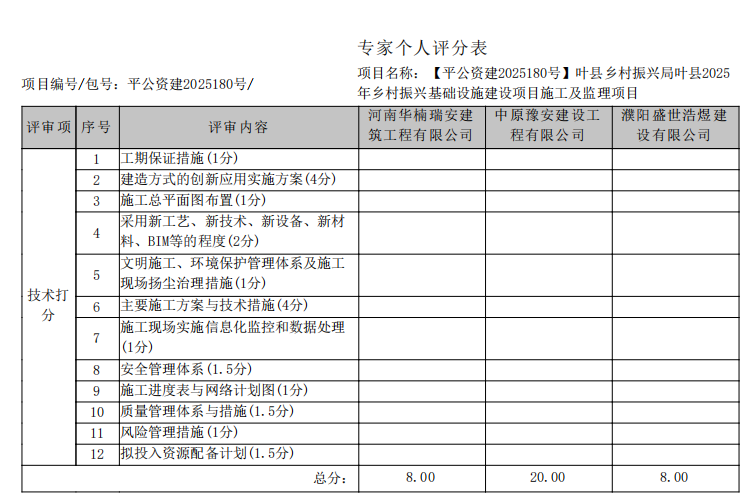 专家个人评分表
项目编号/包号：平公资建2025180号/
项目名称：【平公资建2025180号】叶县乡村振兴局叶县2025
年乡村振兴基础设施建设项目施工及监理项目
评审项 序号 评审内容 河南华楠瑞安建 中原豫安建设工 濮阳盛世浩煜建
筑工程有限公司 程有限公司 设有限公司
1 工期保证措施(1分)
2 建造方式的创新应用实施方案(4分)
3 施工总平面图布置(1分)
4 采用新工艺、新技术、新设备、新材
料、BIM等的程度(2分)
5 文明施工、环境保护管理体系及施工
现场扬尘治理措施(1分)
技术打
分
6 主要施工方案与技术措施(4分)
7 施工现场实施信息化监控和数据处理
(1分)
8 安全管理体系(1.5分)
9 施工进度表与网络计划图(1分)
10 质量管理体系与措施(1.5分)
11 风险管理措施(1分)
12 拟投入资源配备计划(1.5分)
总分： 8.00 20.00 8.00